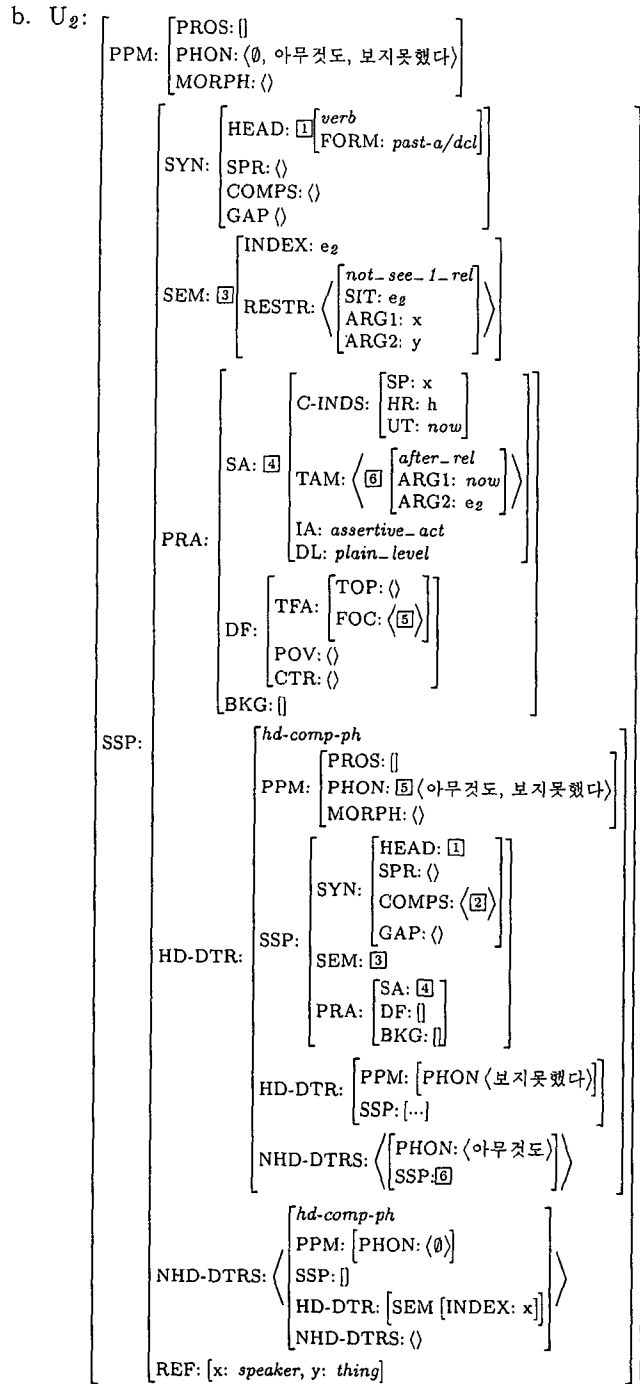 b. U₂:
PROS: []
PPM: PHON: ⟨∅, 아무것도, 보지못했다⟩
MORPH: ⟨⟩
HEAD: [1] verb
FORM: past-a/dcl
SYN: SPR: ⟨⟩
COMPS: ⟨⟩
GAP ⟨⟩
INDEX: e₂
SEM: [3]
not_see_1_rel
RESTR: ⟨ SIT: e₂ ⟩
ARG1: x
ARG2: y
SP: x
C-INDS: HR: h
UT: now
SA: [4]
after_rel
TAM: ⟨ [6] ARG1: now ⟩
ARG2: e₂
IA: assertive_act
DL: plain_level
PRA:
TFA: TOP: ⟨⟩
FOC: ⟨[5]⟩
DF:
POV: ⟨⟩
CTR: ⟨⟩
BKG: []
SSP:
hd-comp-ph
PROS: []
PPM: PHON: [5]⟨아무것도, 보지못했다⟩
MORPH: ⟨⟩
HEAD: [1]
SPR: ⟨⟩
SYN: COMPS: ⟨[2]⟩
GAP: ⟨⟩
SSP:
HD-DTR:
SEM: [3]
SA: [4]
PRA: DF: []
BKG: []
HD-DTR: PPM: [PHON ⟨보지못했다⟩]
SSP: [...]
NHD-DTRS: ⟨ PHON: ⟨아무것도⟩ ⟩
SSP:[6]
hd-comp-ph
PPM: [PHON: ⟨∅⟩]
NHD-DTRS: ⟨ SSP: [] ⟩
HD-DTR: [SEM [INDEX: x]]
NHD-DTRS: ⟨⟩
REF: [x: speaker, y: thing]